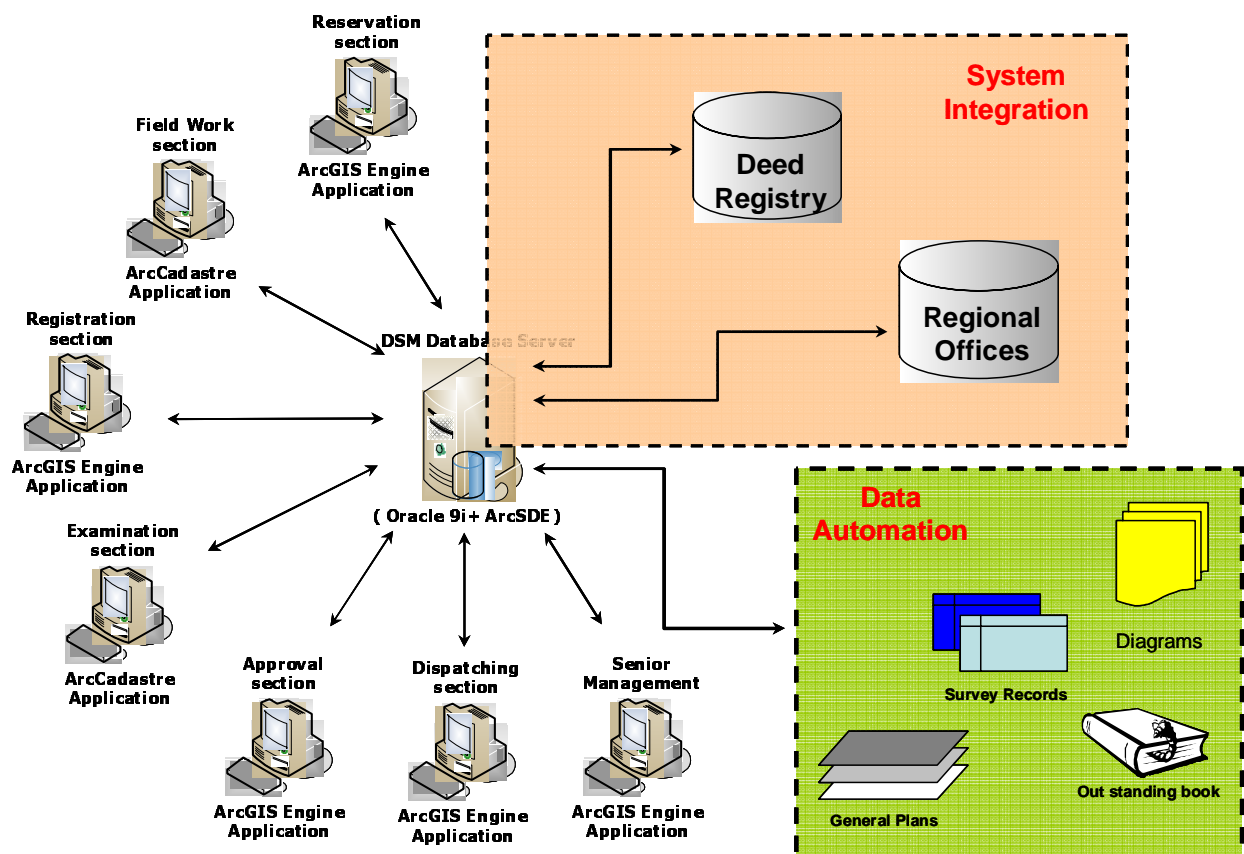 Reservation
section
ArcGIS Engine
Application
System
Integration
Deed
Registry
Regional
Offices
Field Work
section
ArcCadastre
Application
Registration
section
ArcGIS Engine
Application
DSM Database Server
( Oracle 9i+ ArcSDE )
Examination
section
ArcCadastre
Application
Approval
section
ArcGIS Engine
Application
Dispatching
section
ArcGIS Engine
Application
Senior
Management
ArcGIS Engine
Application
Data
Automation
Diagrams
Survey Records
General Plans
Out standing book